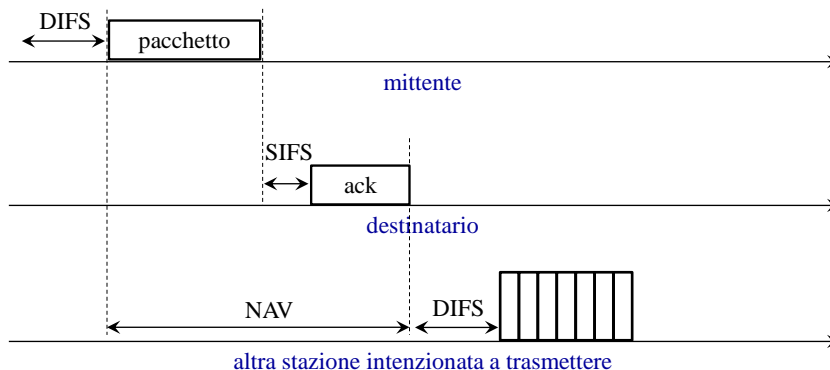 DIFS
pacchetto
mittente
SIFS
ack
destinatario
NAV
DIFS
altra stazione intenzionata a trasmettere